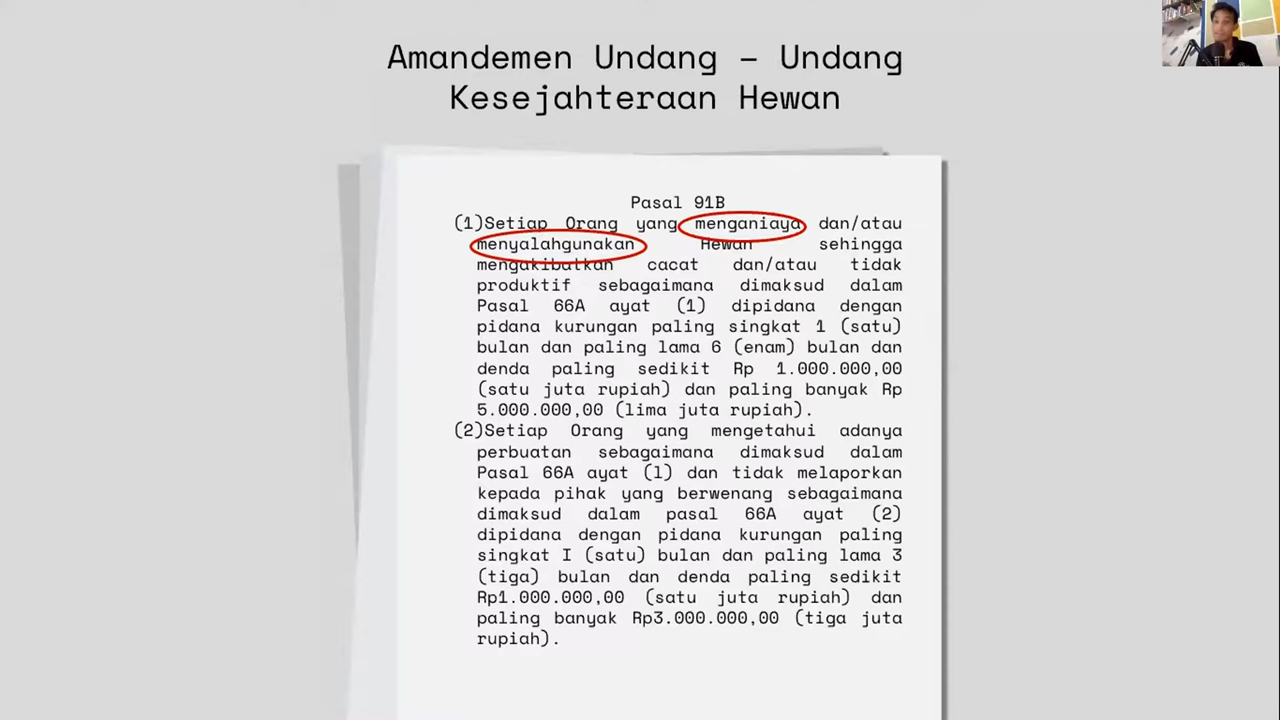 Amandemen Undang – Undang
Kesejahteraan Hewan
Pasal 91B
(1)Setiap Orang yang menganiaya dan/atau
menyalahgunakan Hewan sehingga
mengakibatkan cacat dan/atau tidak
produktif sebagaimana dimaksud dalam
Pasal 66A ayat (1) dipidana dengan
pidana kurungan paling singkat 1 (satu)
bulan dan paling lama 6 (enam) bulan dan
denda paling sedikit Rp 1.000.000,00
(satu juta rupiah) dan paling banyak Rp
5.000.000,00 (lima juta rupiah).
(2)Setiap Orang yang mengetahui adanya
perbuatan sebagaimana dimaksud dalam
Pasal 66A ayat (l) dan tidak melaporkan
kepada pihak yang berwenang sebagaimana
dimaksud dalam pasal 66A ayat (2)
dipidana dengan pidana kurungan paling
singkat I (satu) bulan dan paling lama 3
(tiga) bulan dan denda paling sedikit
Rp1.000.000,00 (satu juta rupiah) dan
paling banyak Rp3.000.000,00 (tiga juta
rupiah).